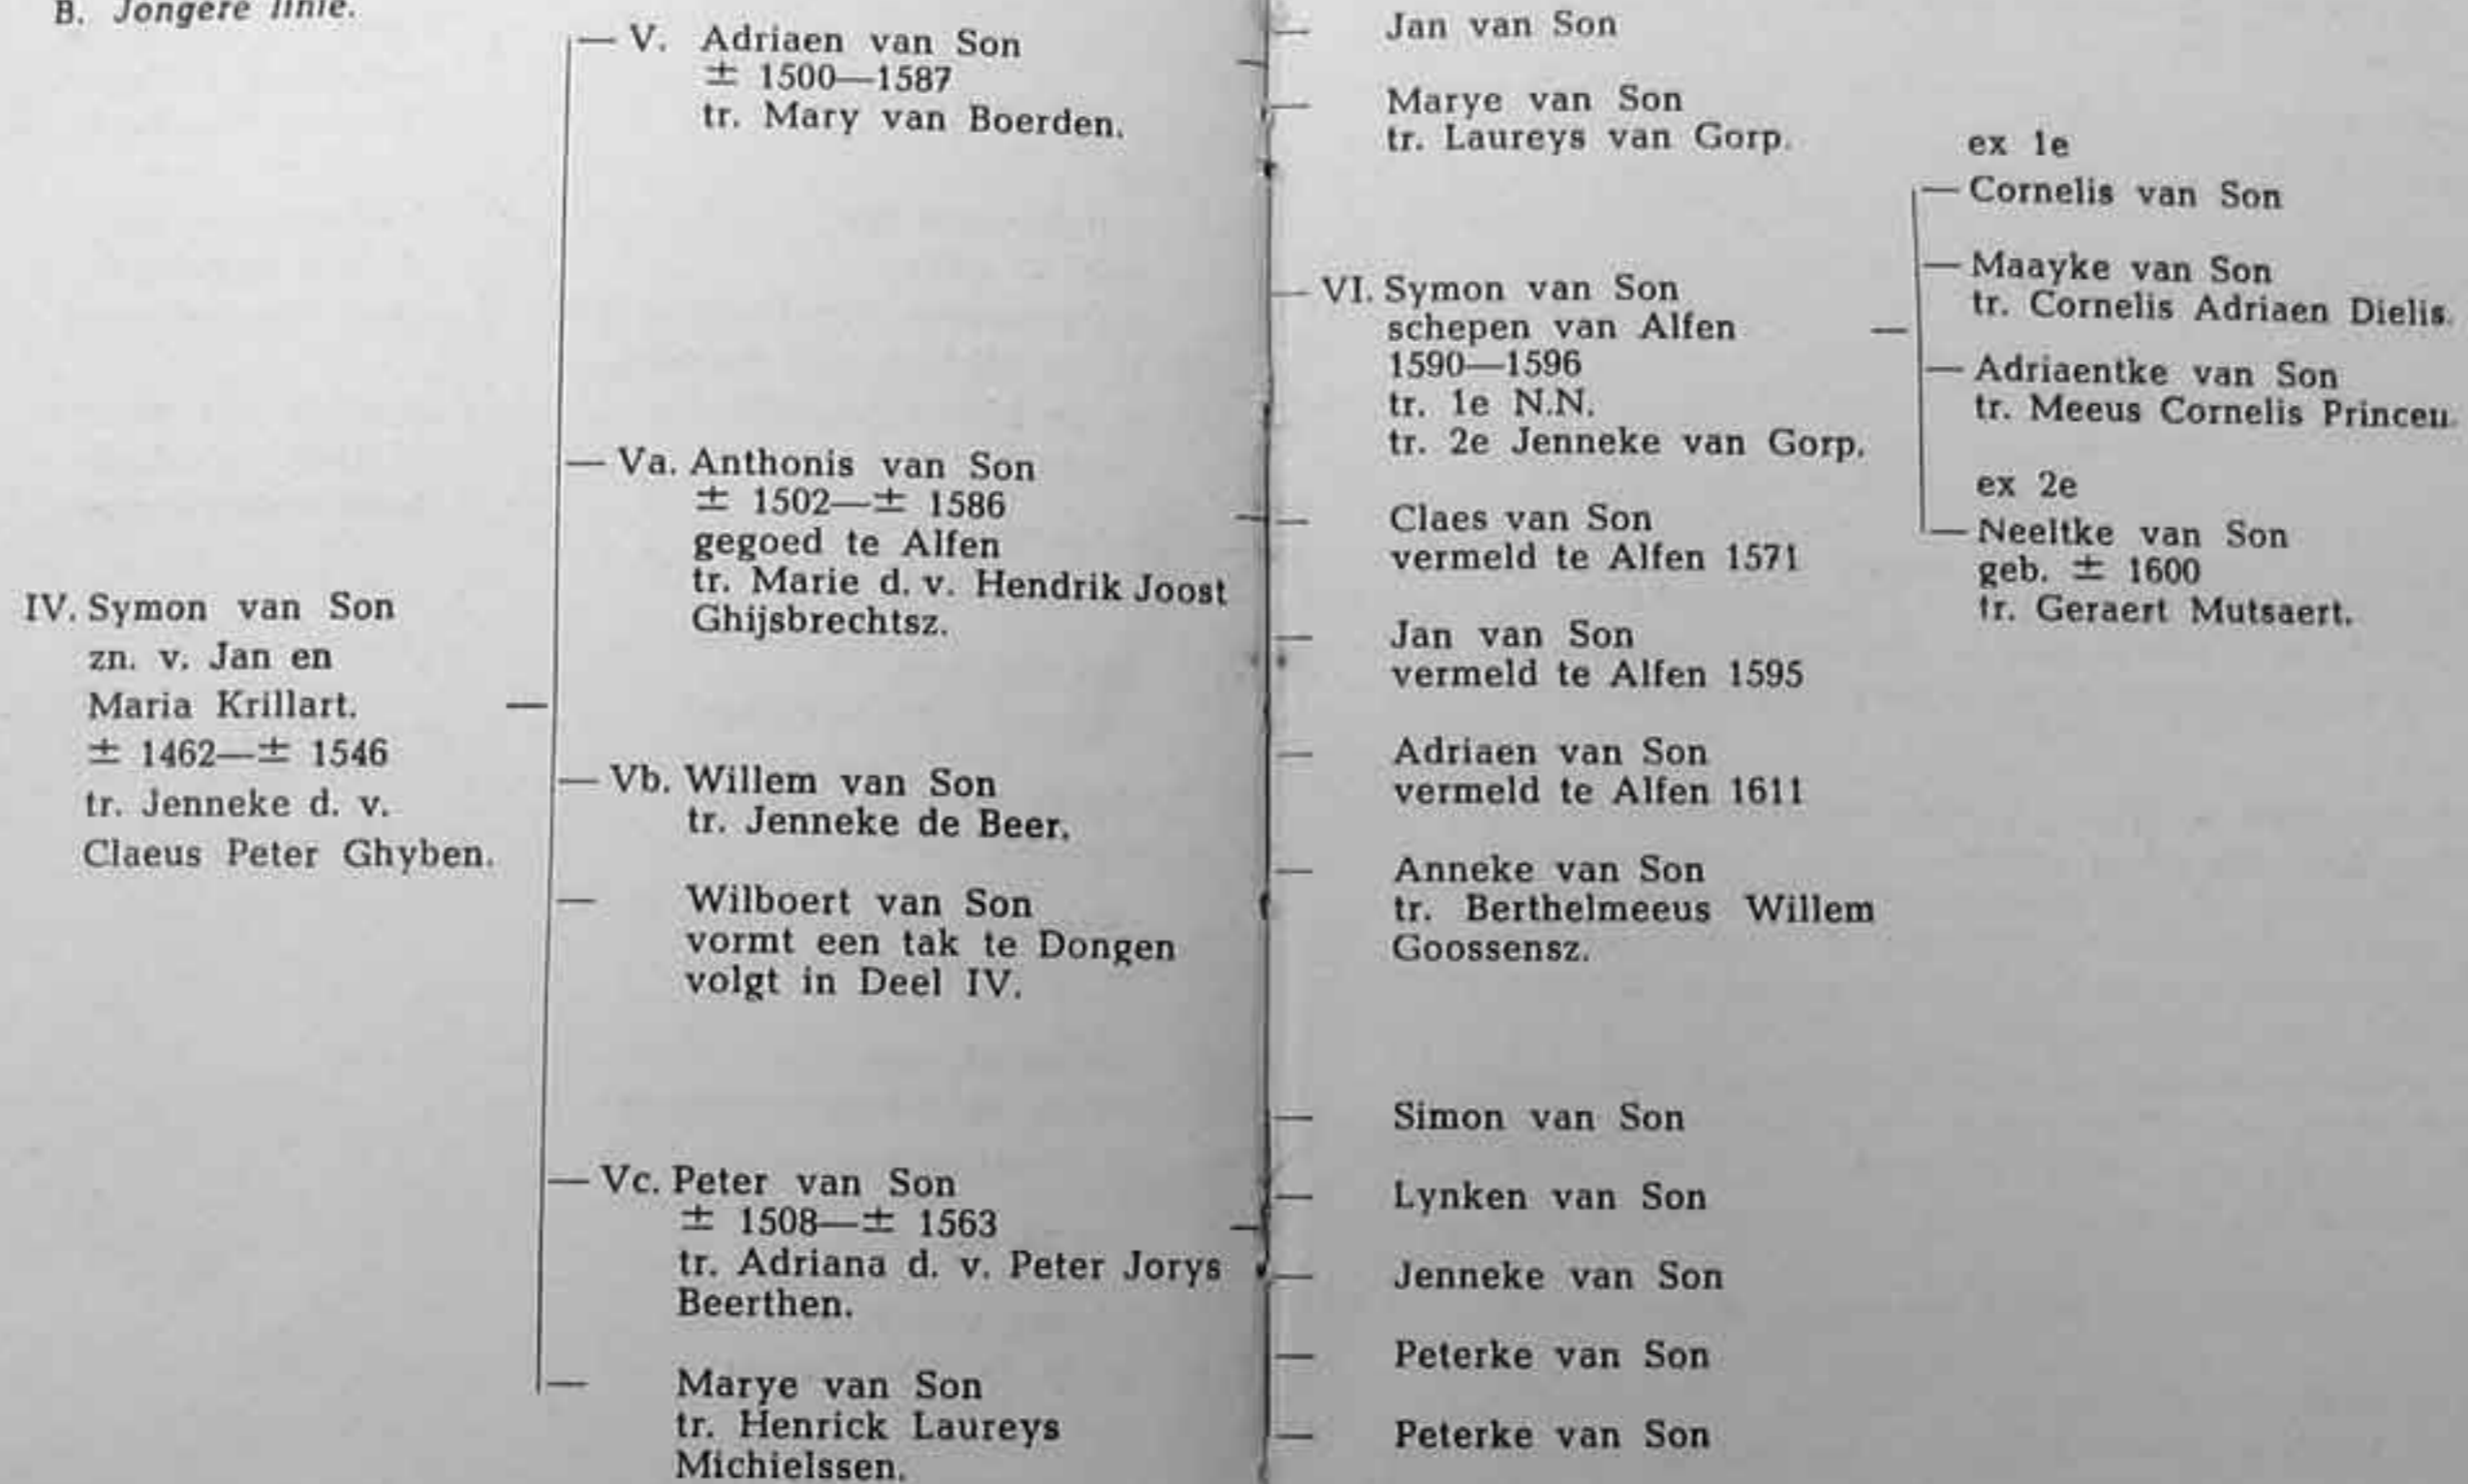 B. Jongere linie.
IV. Symon van Son
zn. v. Jan en
Maria Krillart.
± 1462—± 1546
tr. Jenneke d. v.
Claeus Peter Ghyben.
V. Adriaen van Son
± 1500—1587
tr. Mary van Boerden.
Va. Anthonis van Son
± 1502—± 1586
gegoed te Alfen
tr. Marie d. v. Hendrik Joost
Ghijsbrechtsz.
Vb. Willem van Son
tr. Jenneke de Beer.
Wilboert van Son
vormt een tak te Dongen
volgt in Deel IV.
Vc. Peter van Son
± 1508—± 1563
tr. Adriana d. v. Peter Jorys
Beerthen.
Marye van Son
tr. Henrick Laureys
Michielssen.
Jan van Son
Marye van Son
tr. Laureys van Gorp.
VI. Symon van Son
schepen van Alfen
1590—1596
tr. 1e N.N.
tr. 2e Jenneke van Gorp.
Claes van Son
vermeld te Alfen 1571
Jan van Son
vermeld te Alfen 1595
Adriaen van Son
vermeld te Alfen 1611
Anneke van Son
tr. Berthelmeeus Willem
Goossensz.
Simon van Son
Lynken van Son
Jenneke van Son
Peterke van Son
Peterke van Son
ex 1e
Cornelis van Son
Maayke van Son
tr. Cornelis Adriaen Dielis.
Adriaentke van Son
tr. Meeus Cornelis Princen.
ex 2e
Neeltke van Son
geb. ± 1600
tr. Geraert Mutsaert.